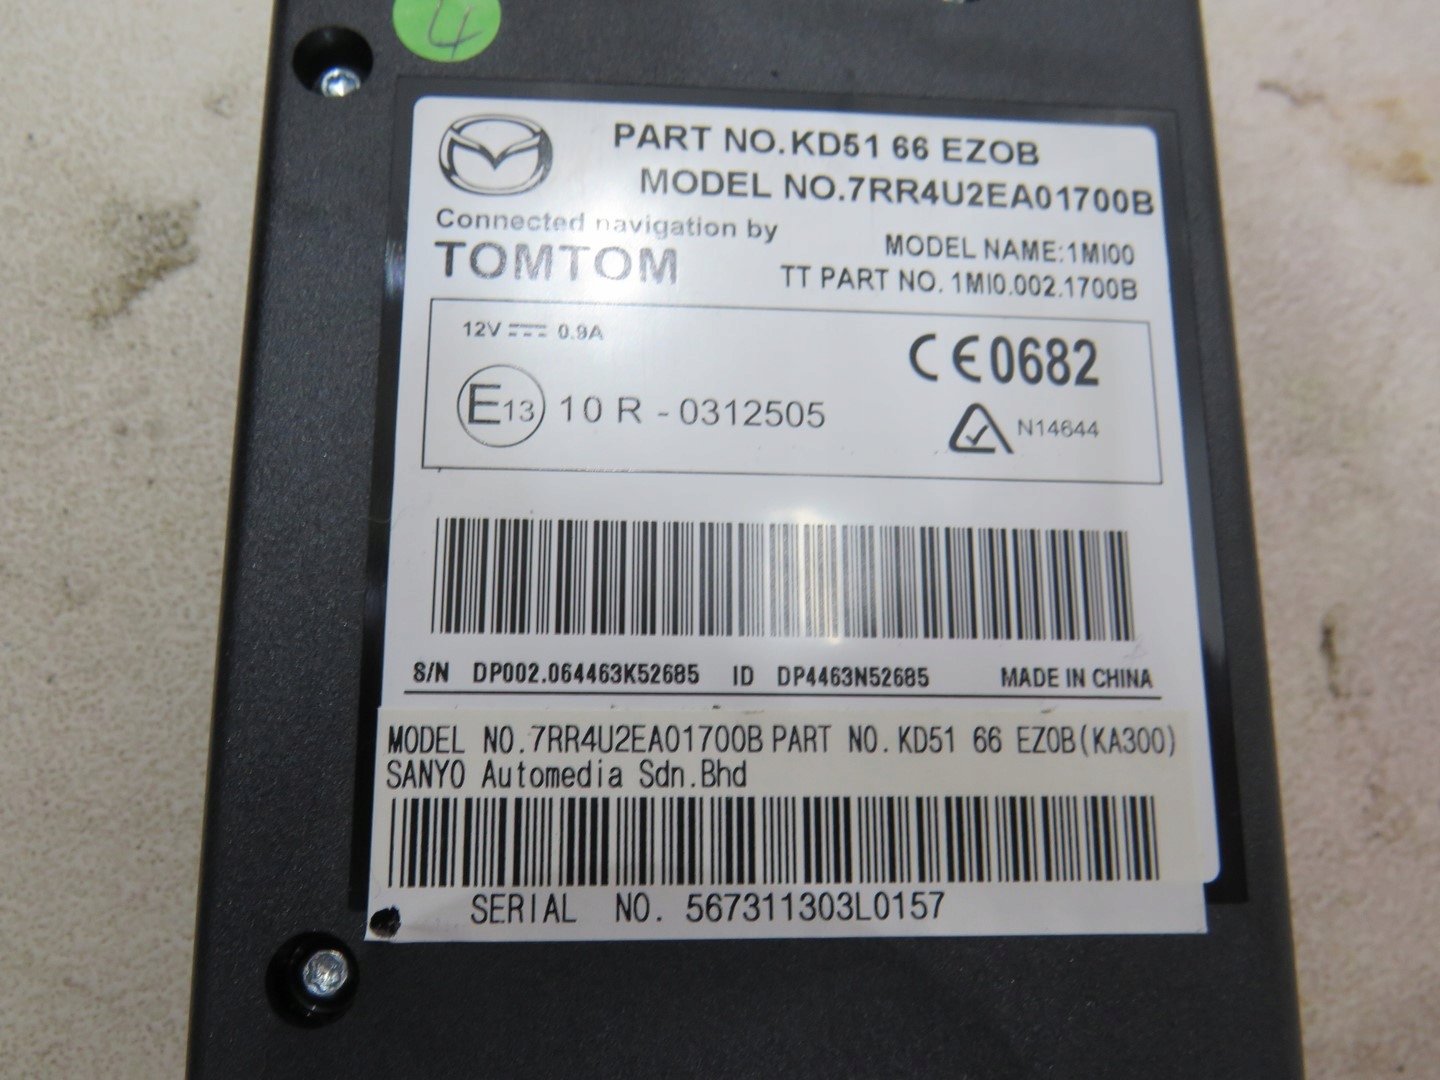 4
PART NO.KD51 66 EZ0B
MODEL NO.7RR4U2EA01700B
Connected navigation by
TOMTOM
MODEL NAME:1MI00
TT PART NO. 1MI0.002.1700B
12V 0.9A
CE0682
E13 10 R - 0312505
N14644
S/N DP002.064463K52685 ID DP4463N52685 MADE IN CHINA
MODEL NO.7RR4U2EA01700B PART NO.KD51 66 EZ0B(KA300)
SANYO Automedia Sdn.Bhd
SERIAL NO. 567311303L0157